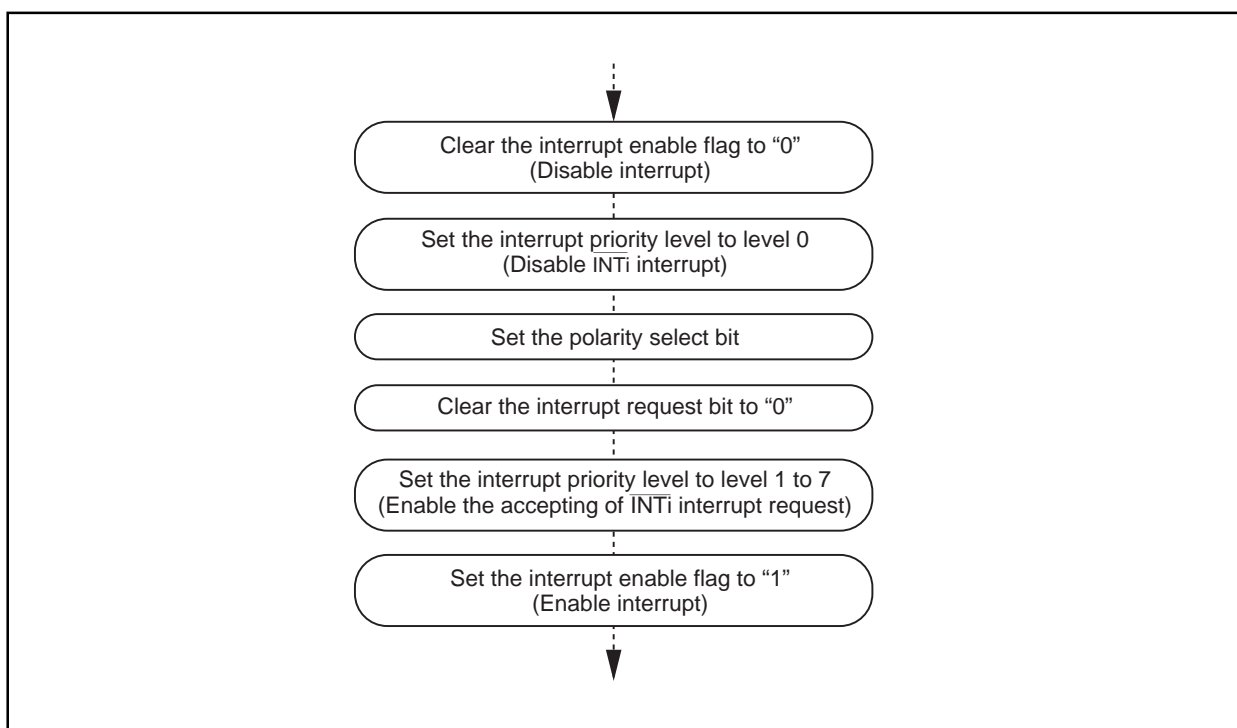 Clear the interrupt enable flag to “0”
(Disable interrupt)
Set the interrupt priority level to level 0
(Disable I̅N̅T̅i̅ interrupt)
Set the polarity select bit
Clear the interrupt request bit to “0”
Set the interrupt priority level to level 1 to 7
(Enable the accepting of I̅N̅T̅i̅ interrupt request)
Set the interrupt enable flag to “1”
(Enable interrupt)